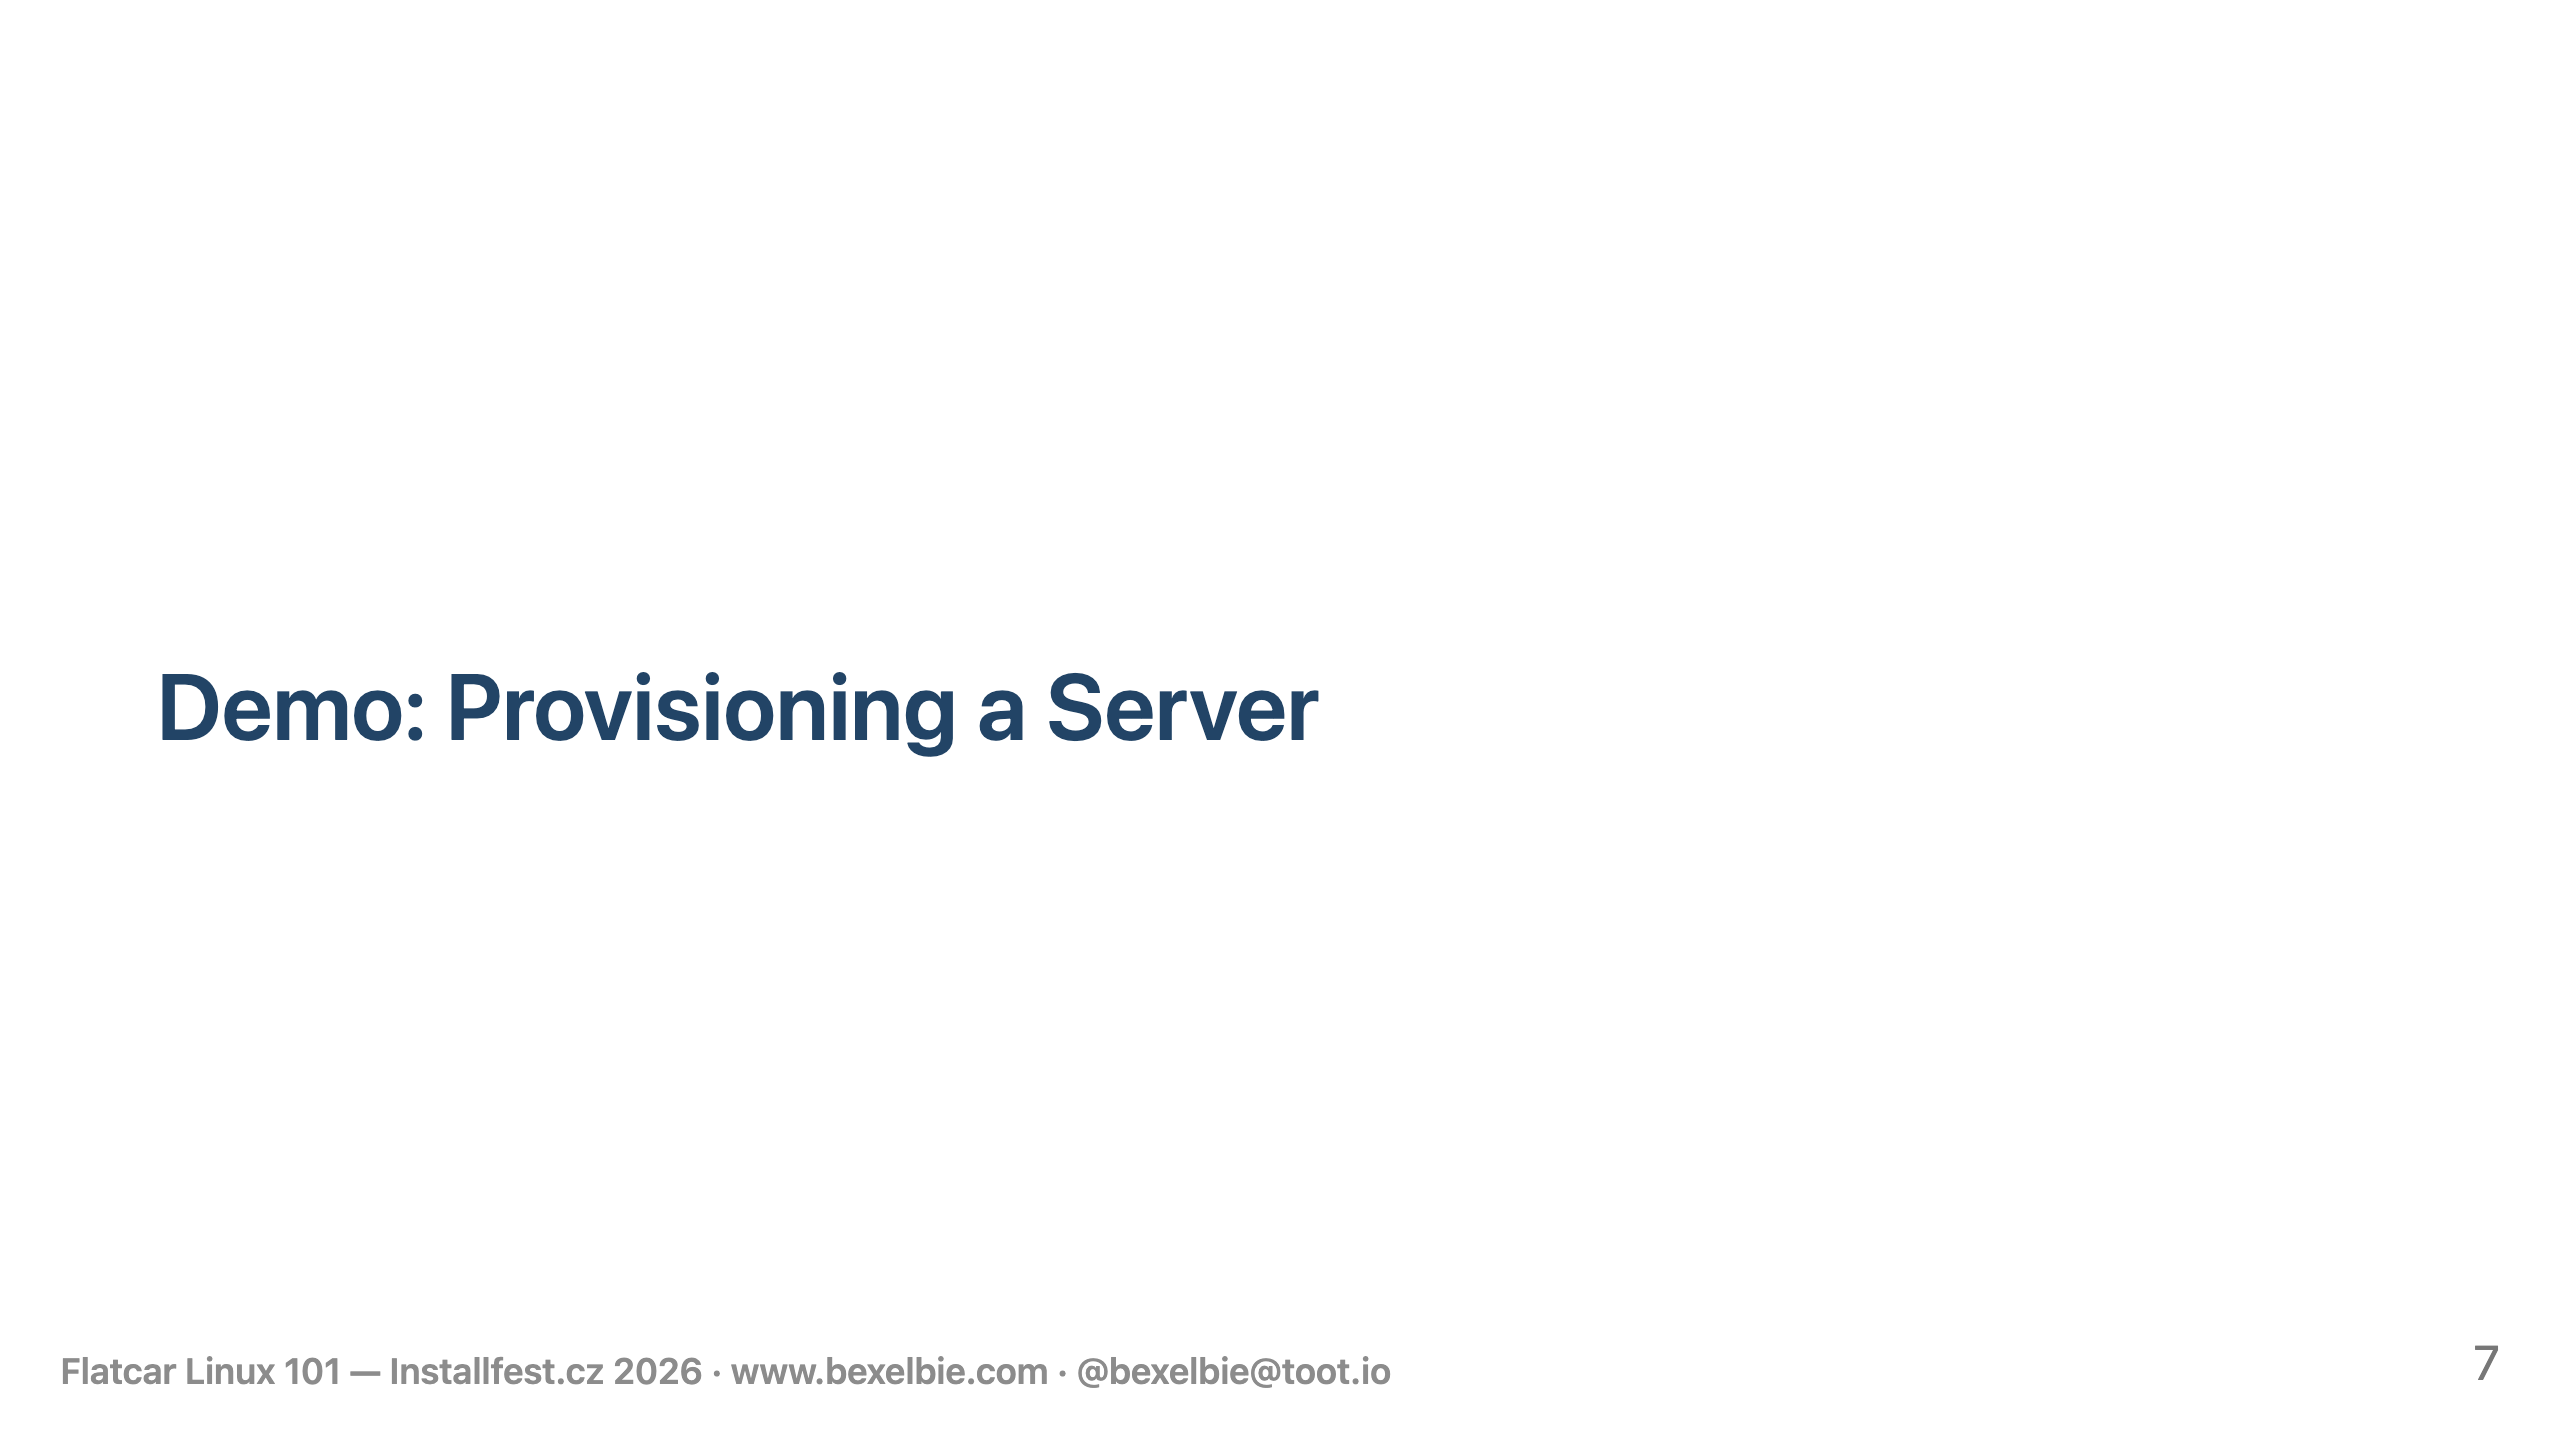 Demo: Provisioning a Server
Flatcar Linux 101 — Installfest.cz 2026 · www.bexelbie.com · @bexelbie@toot.io
7